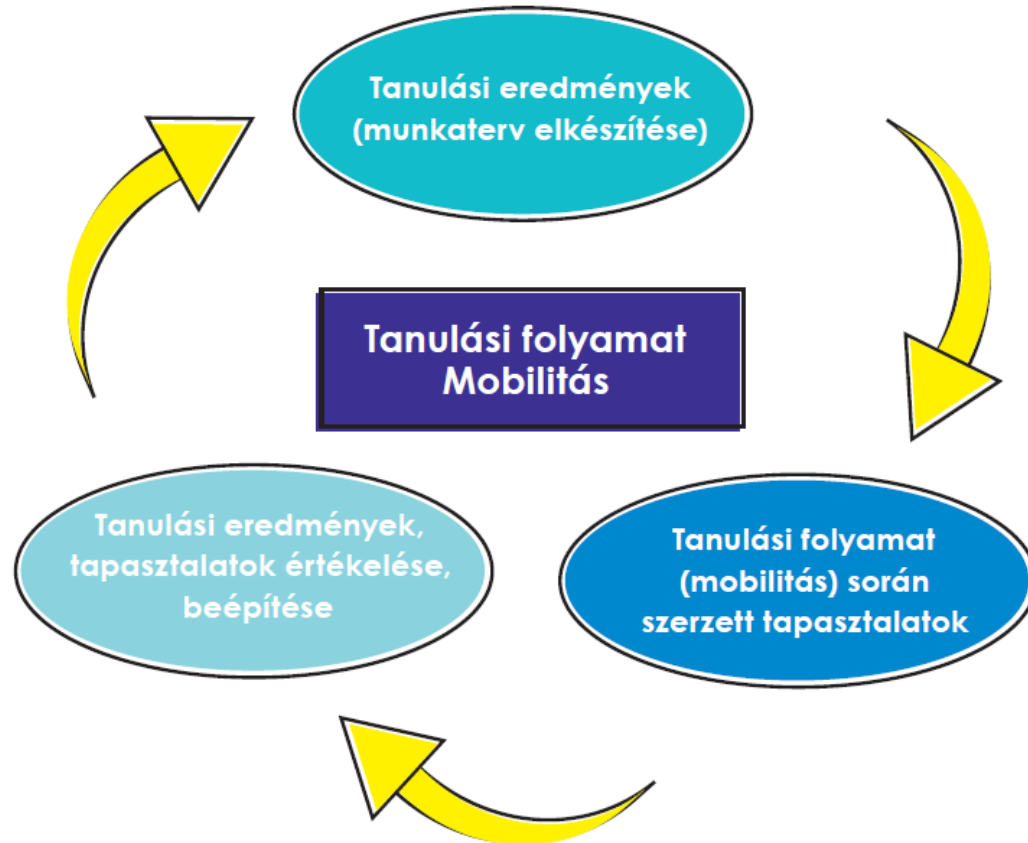 Tanulási eredmények
(munkaterv elkészítése)
Tanulási folyamat
Mobilitás
Tanulási eredmények,
tapasztalatok értékelése,
beépítése
Tanulási folyamat
(mobilitás) során
szerzett tapasztalatok